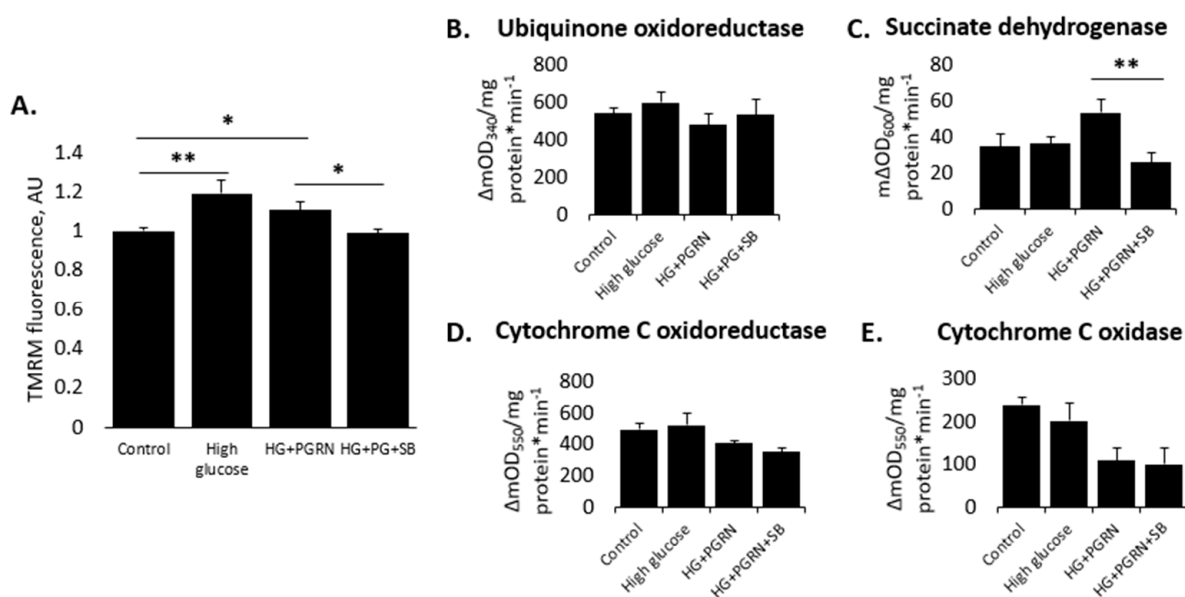 A.
*
**
*
TMRM fluorescence, AU
1.4
1.2
1
0.8
0.6
0.4
0.2
0
Control
High
glucose
HG+PGRN
HG+PG+SB
B. Ubiquinone oxidoreductase
ΔmOD₃₄₀/mg
protein*min⁻¹
800
600
400
200
0
Control
High glucose
HG+PGRN
HG+PG+SB
C. Succinate dehydrogenase
mΔOD₆₀₀/mg
protein*min⁻¹
80
60
40
20
0
**
Control
High glucose
HG+PGRN
HG+PGRN+SB
D. Cytochrome C oxidoreductase
ΔmOD₅₅₀/mg
protein*min⁻¹
800
600
400
200
0
Control
High glucose
HG+PGRN
HG+PGRN+SB
E. Cytochrome C oxidase
ΔmOD₅₅₀/mg
protein*min⁻¹
300
200
100
0
Control
High glucose
HG+PGRN
HG+PGRN+SB